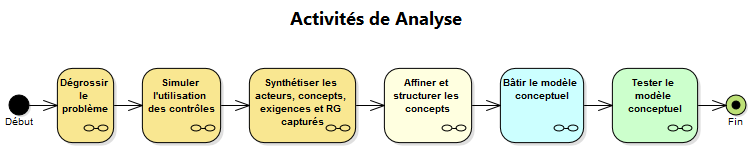 Activités de Analyse
Début
Dégrossir
le
problème
Simuler
l'utilisation
des contrôles
Synthétiser les
acteurs, concepts,
exigences et RG
capturés
Affiner et
structurer les
concepts
Bâtir le modèle
conceptuel
Tester le
modèle
conceptuel
Fin